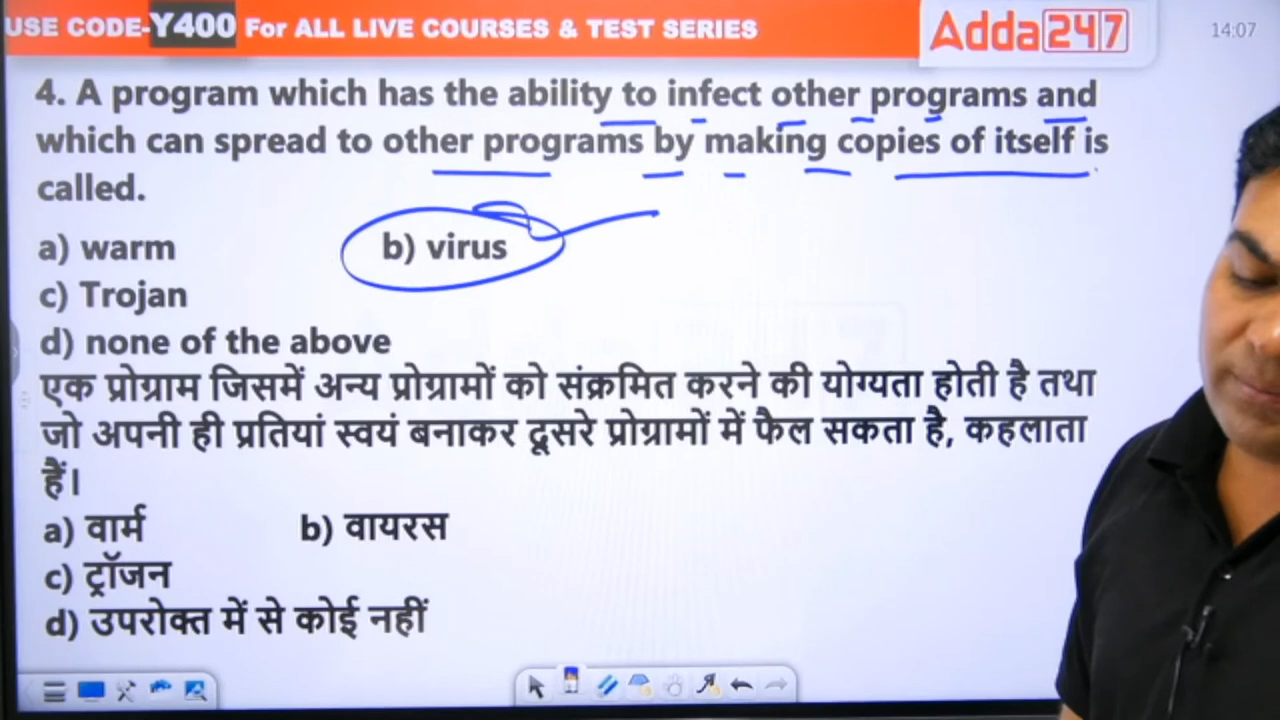 USE CODE-Y400 For ALL LIVE COURSES & TEST SERIES
Adda247
14:07
4. A program which has the ability to infect other programs and
which can spread to other programs by making copies of itself is
called.
a) warm b) virus
c) Trojan
d) none of the above
एक प्रोग्राम जिसमें अन्य प्रोग्रामों को संक्रमित करने की योग्यता होती है तथा
जो अपनी ही प्रतियां स्वयं बनाकर दूसरे प्रोग्रामों में फैल सकता है, कहलाता
हैं।
a) वार्म b) वायरस
c) ट्रॉजन
d) उपरोक्त में से कोई नहीं